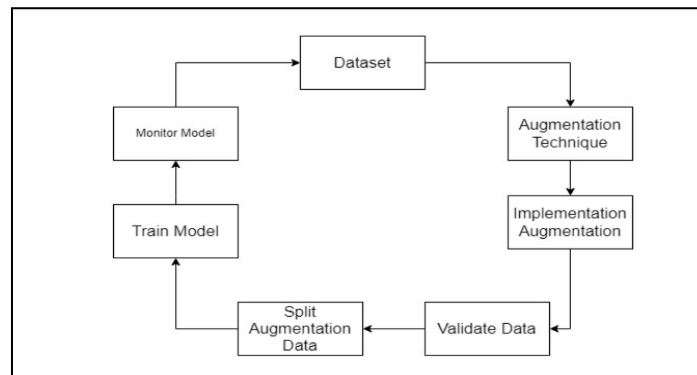 Dataset
Augmentation
Technique
Implementation
Augmentation
Validate Data
Split
Augmentation
Data
Train Model
Monitor Model